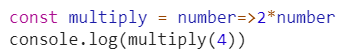 const multiply = number=>2*number
console.log(multiply(4))